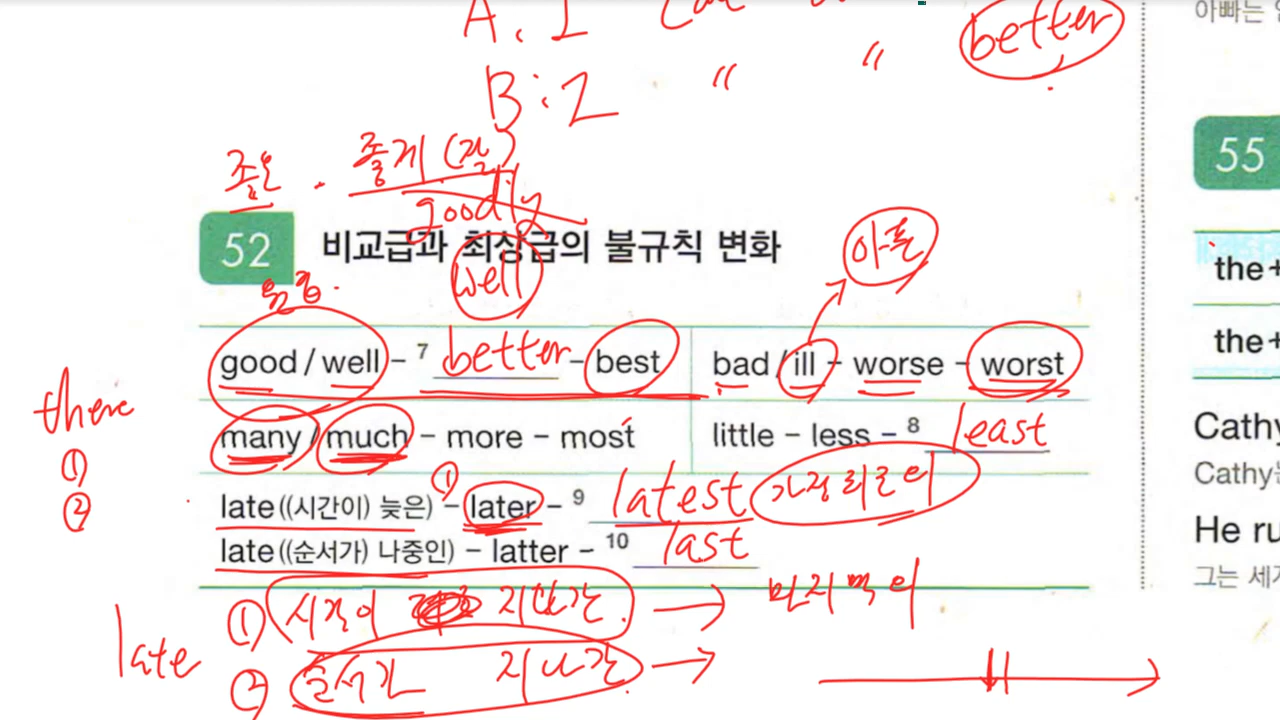 better
B : 2 〃 〃
아빠는
좋은 . 좋게 (잘)
goodly
55
52 비교급과 최상급의 불규칙 변화
well
아픈
the+
good / well – 7 better – best
bad / ill – worse – worst
the+
there
①
②
many / much – more – most
little – less – 8 least
Cathy
Cathy는
late((시간이) 늦은) – ① later – 9 latest 가장 최근의
late((순서가) 나중인) – latter – 10 last
He ru
그는 세계
late
① 시간이 지나간 → 마지막의
② 순서가 지나간 →